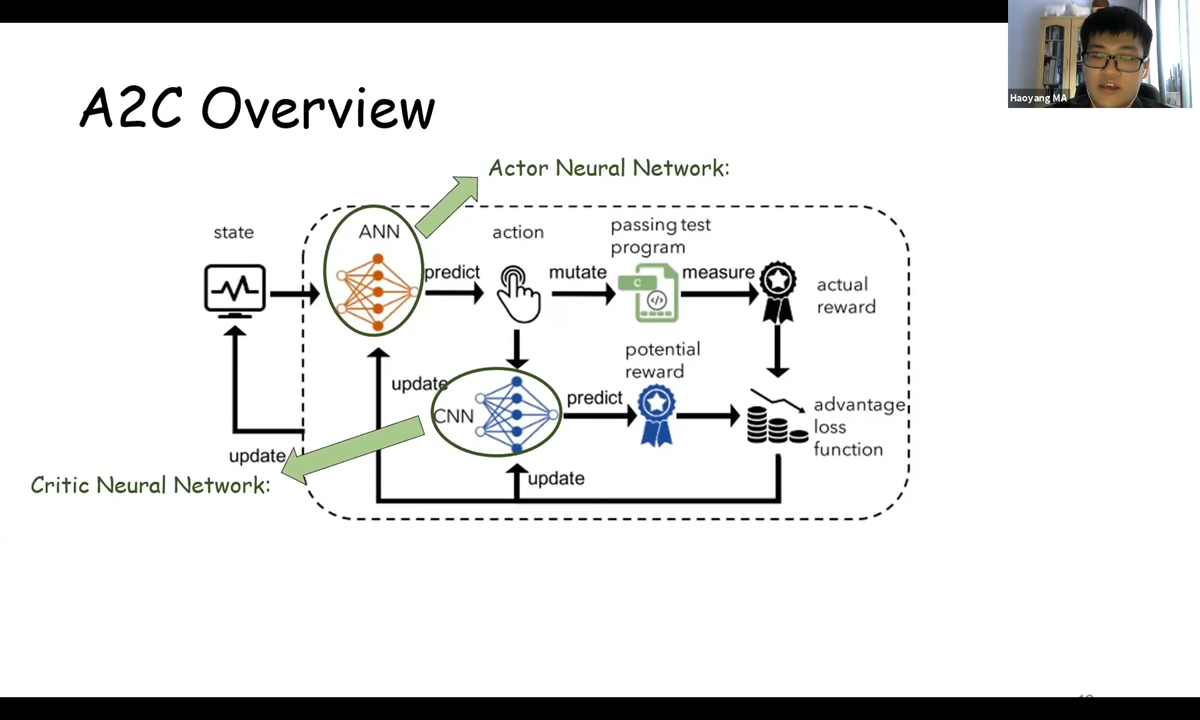 Haoyang MA
A2C Overview
Actor Neural Network:
state
ANN
action
passing test
program
predict
mutate
measure
C
actual
reward
potential
reward
update
CNN
predict
advantage
loss
function
update
Critic Neural Network:
update